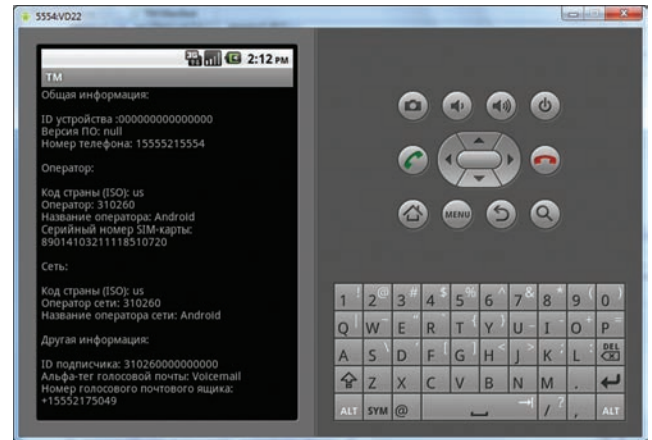 5554:VD22
3G
2:12 PM
TM
Общая информация:
ID устройства :000000000000000
Версия ПО: null
Номер телефона: 15555215554
Оператор:
Код страны (ISO): us
Оператор: 310260
Название оператора: Android
Серийный номер SIM-карты:
89014103211118510720
Сеть:
Код страны (ISO): us
Оператор сети: 310260
Название оператора сети: Android
Другая информация:
ID подписчика: 310260000000000
Альфа-тег голосовой почты: Voicemail
Номер голосового почтового ящика:
+15552175049
MENU
1 ! 2 @ 3 # 4 $ 5 % 6 ^ 7 & 8 * 9 ( 0 )
Q | W ~ E " R ` T { Y } U _ I - O + P =
A S \ D ' F [ G ] H < J > K ; L : DEL
Z X C V B N M .
ALT SYM @ / ? , ALT